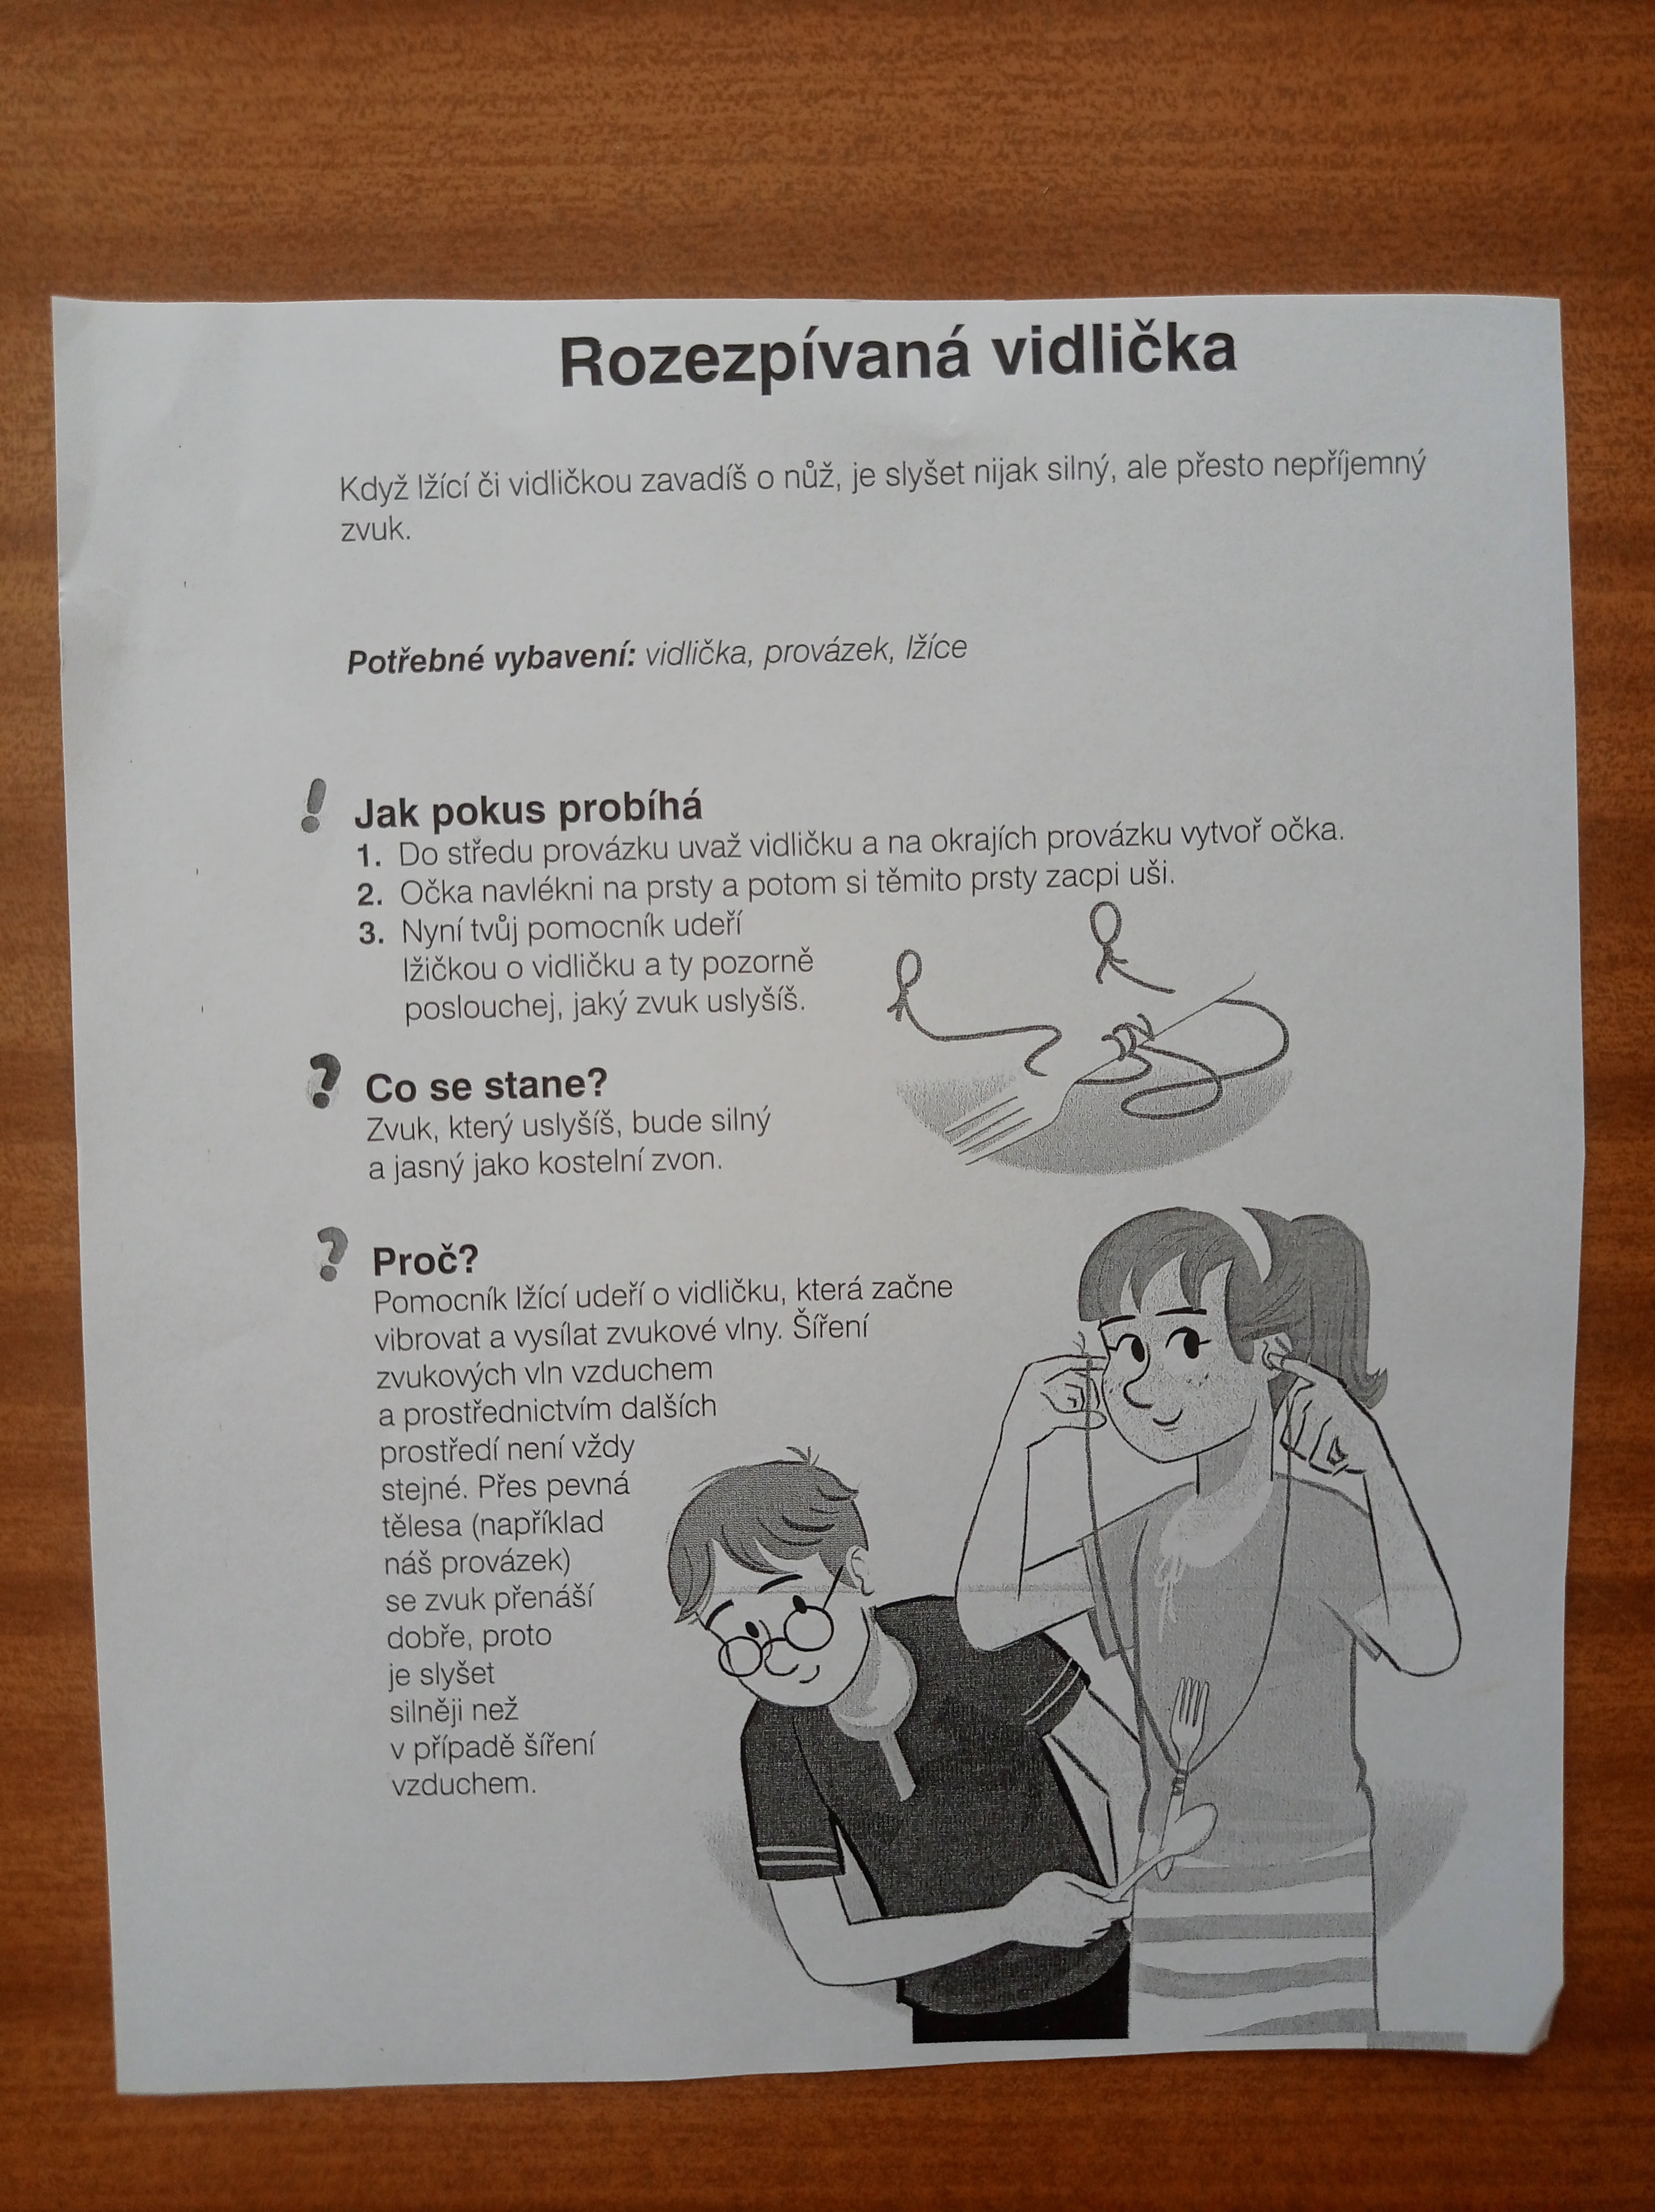 Rozezpívaná vidlička
Když lžící či vidličkou zavadíš o nůž, je slyšet nijak silný, ale přesto nepříjemný
zvuk.
Potřebné vybavení: vidlička, provázek, lžíce
! Jak pokus probíhá
1. Do středu provázku uvaž vidličku a na okrajích provázku vytvoř očka.
2. Očka navlékni na prsty a potom si těmito prsty zacpi uši.
3. Nyní tvůj pomocník udeří
lžičkou o vidličku a ty pozorně
poslouchej, jaký zvuk uslyšíš.
? Co se stane?
Zvuk, který uslyšíš, bude silný
a jasný jako kostelní zvon.
? Proč?
Pomocník lžící udeří o vidličku, která začne
vibrovat a vysílat zvukové vlny. Šíření
zvukových vln vzduchem
a prostřednictvím dalších
prostředí není vždy
stejné. Přes pevná
tělesa (například
náš provázek)
se zvuk přenáší
dobře, proto
je slyšet
silněji než
v případě šíření
vzduchem.